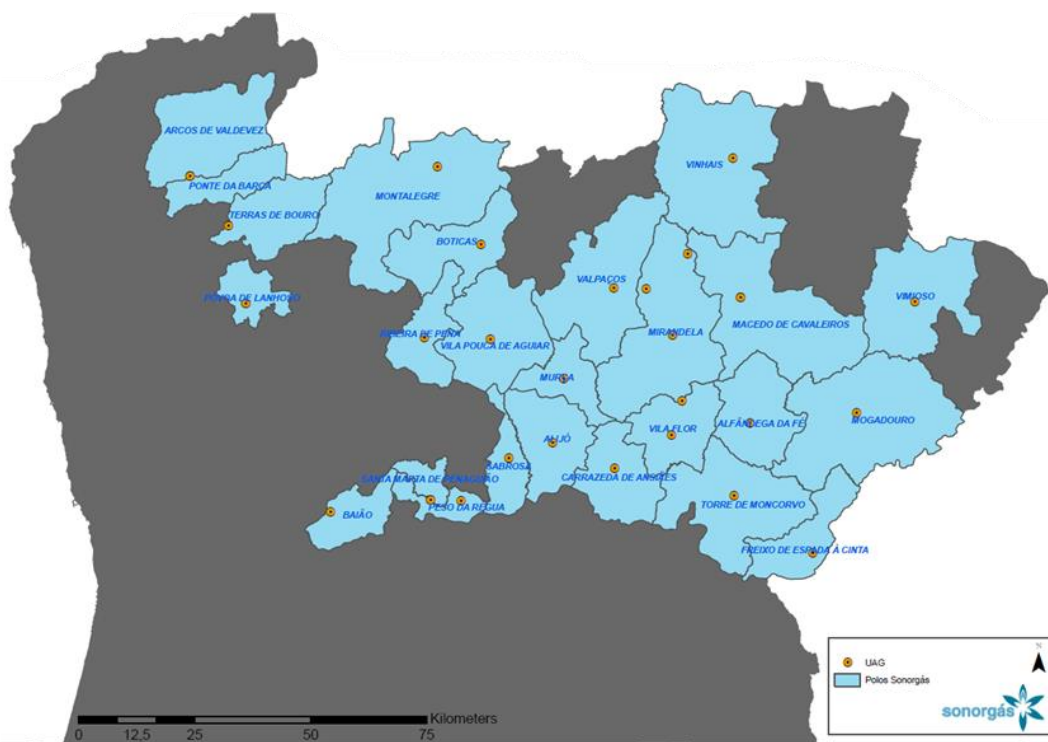 ARCOS DE VALDEVEZ
PONTE DA BARCA
TERRAS DE BOURO
MONTALEGRE
VINHAIS
BOTICAS
PÓVOA DE LANHOSO
VALPAÇOS
VIMIOSO
MACEDO DE CAVALEIROS
RIBEIRA DE PENA
VILA POUCA DE AGUIAR
MIRANDELA
MURÇA
ALFÂNDEGA DA FÉ
MOGADOURO
VILA FLOR
ALIJÓ
SABROSA
CARRAZEDA DE ANSIÃES
SANTA MARTA DE PENAGUIÃO
PESO DA RÉGUA
BAIÃO
TORRE DE MONCORVO
FREIXO DE ESPADA À CINTA
N
UAG
Polos Sonorgás
sonorgás
Kilometers
0 12,5 25 50 75